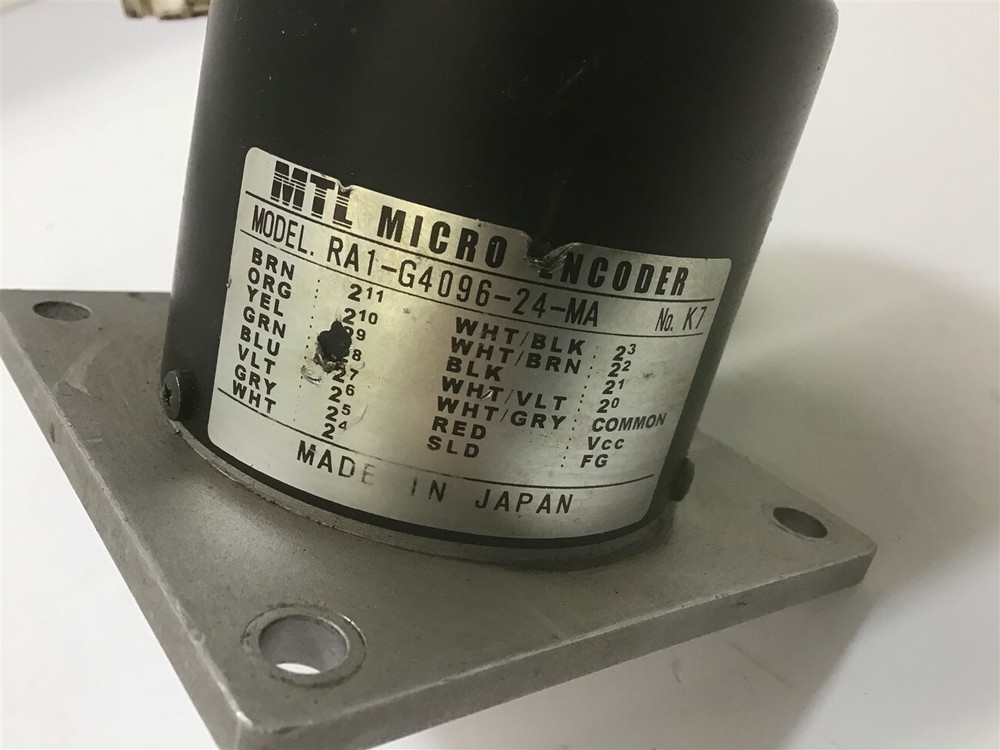 MTL MICRO ENCODER
MODEL. RA1-G4096-24-MA No. K7
BRN : 2¹¹
ORG : 2¹⁰
YEL : ⁹
GRN : ⁸
BLU : 2⁷
VLT : 2⁶
GRY : 2⁵
WHT : 2⁴
WHT/BLK : 2³
WHT/BRN : 2²
BLK : 2¹
WHT/VLT : 2⁰
WHT/GRY : COMMON
RED : Vcc
SLD : FG
MADE IN JAPAN